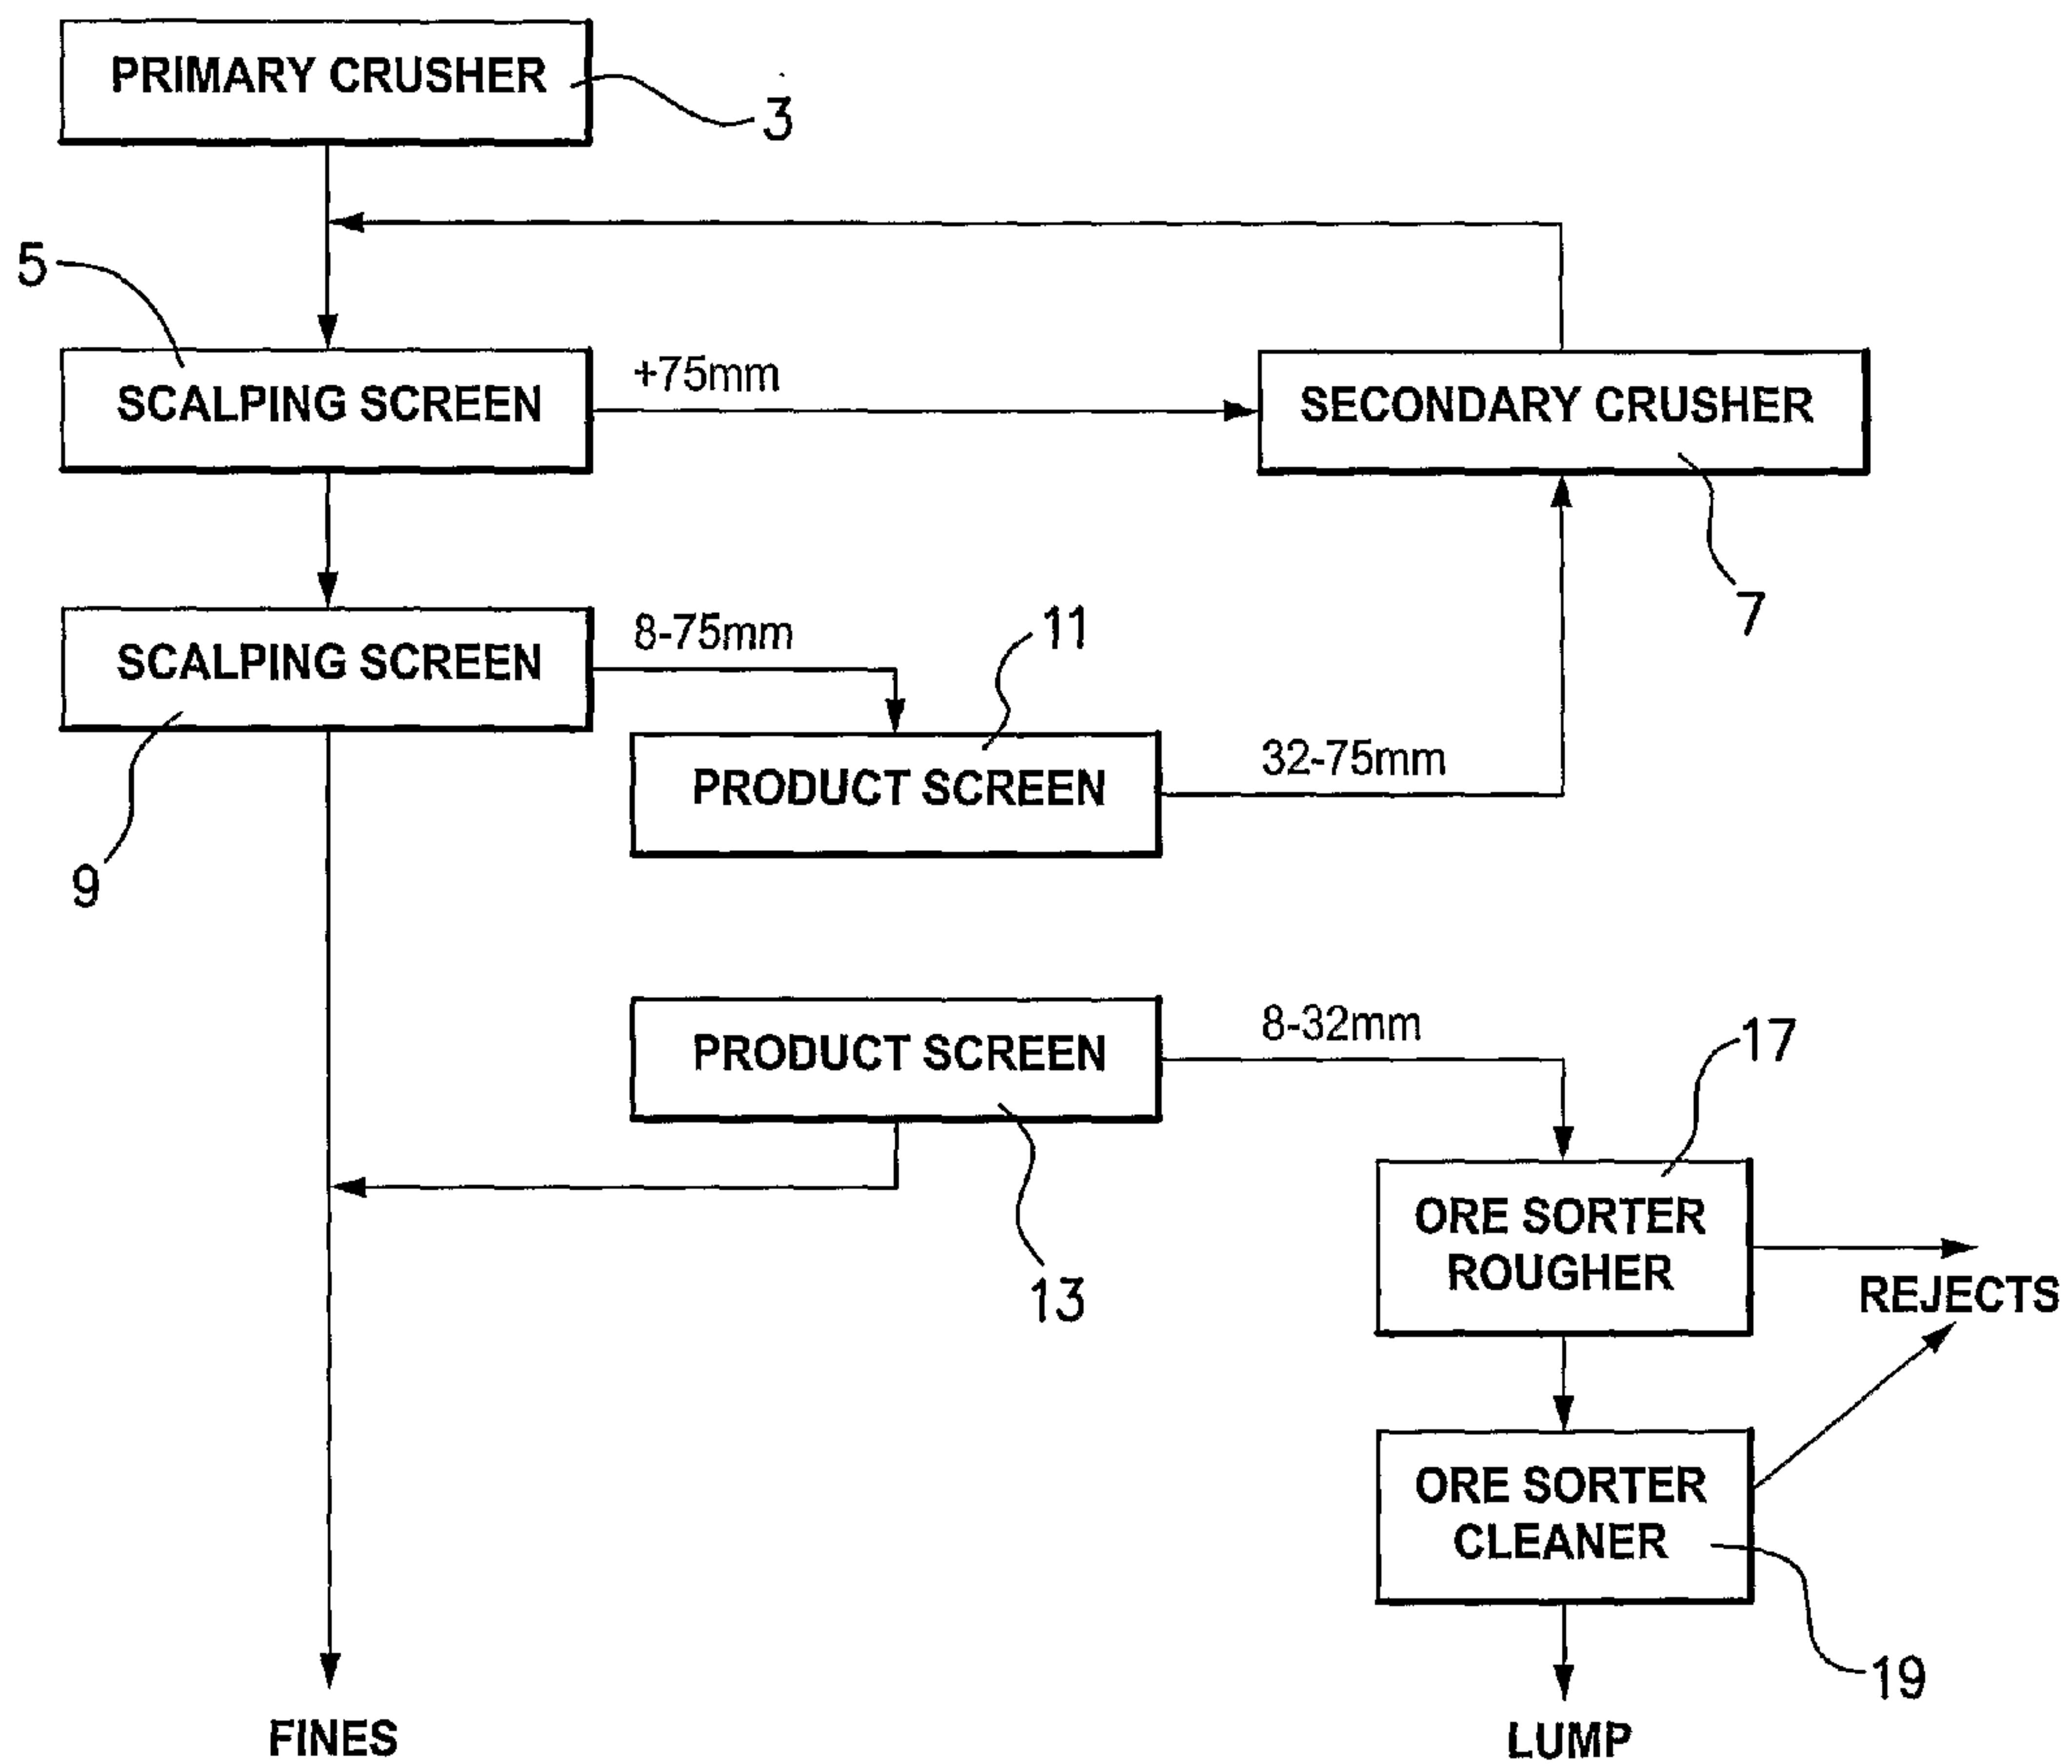 PRIMARY CRUSHER
3
5
+75mm
SCALPING SCREEN
SECONDARY CRUSHER
7
8-75mm
11
SCALPING SCREEN
9
32-75mm
PRODUCT SCREEN
8-32mm
17
PRODUCT SCREEN
13
ORE SORTER
ROUGHER
REJECTS
ORE SORTER
CLEANER
19
FINES
LUMP